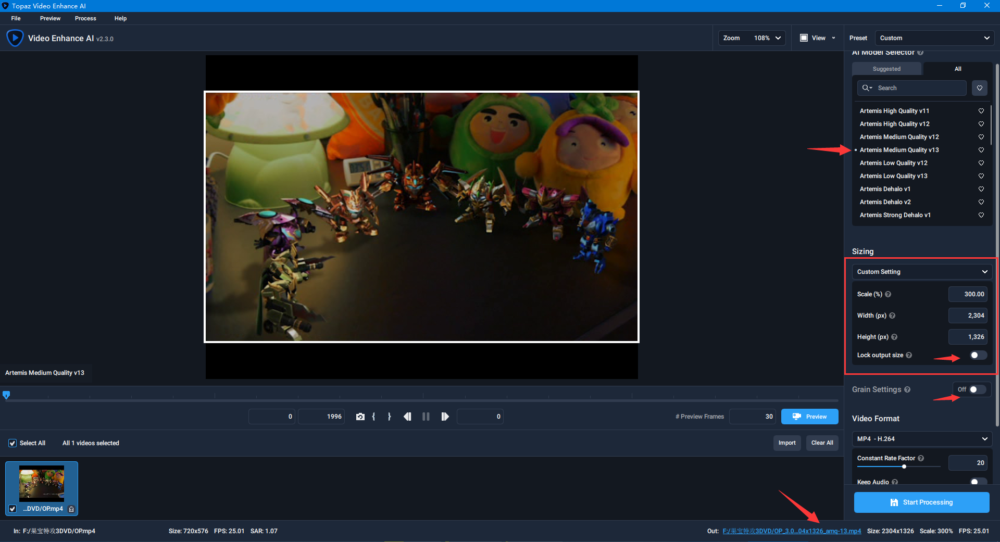 Topaz Video Enhance AI
File Preview Process Help
Video Enhance AI v2.3.0
Zoom 108% View Preset Custom
AI Model Selector
Suggested All
Search
Artemis High Quality v11
Artemis High Quality v12
Artemis Medium Quality v12
Artemis Medium Quality v13
Artemis Low Quality v12
Artemis Low Quality v13
Artemis Dehalo v1
Artemis Dehalo v2
Artemis Strong Dehalo v1
Sizing
Custom Setting
Scale (%) 300.00
Width (px) 2,304
Height (px) 1,326
Lock output size
Artemis Medium Quality v13
Grain Settings Off
0 1996 0 # Preview Frames 30 Preview
Video Format
MP4 - H.264
Select All All 1 videos selected Import Clear All
Constant Rate Factor 20
Keep Audio
...DVD/OP.mp4
Start Processing
In: F:/果宝特攻3DVD/OP.mp4 Size: 720x576 FPS: 25.01 SAR: 1.07 Out: F:/果宝特攻3DVD/OP_3.0...04x1326_amq-13.mp4 Size: 2304x1326 Scale: 300% FPS: 25.01